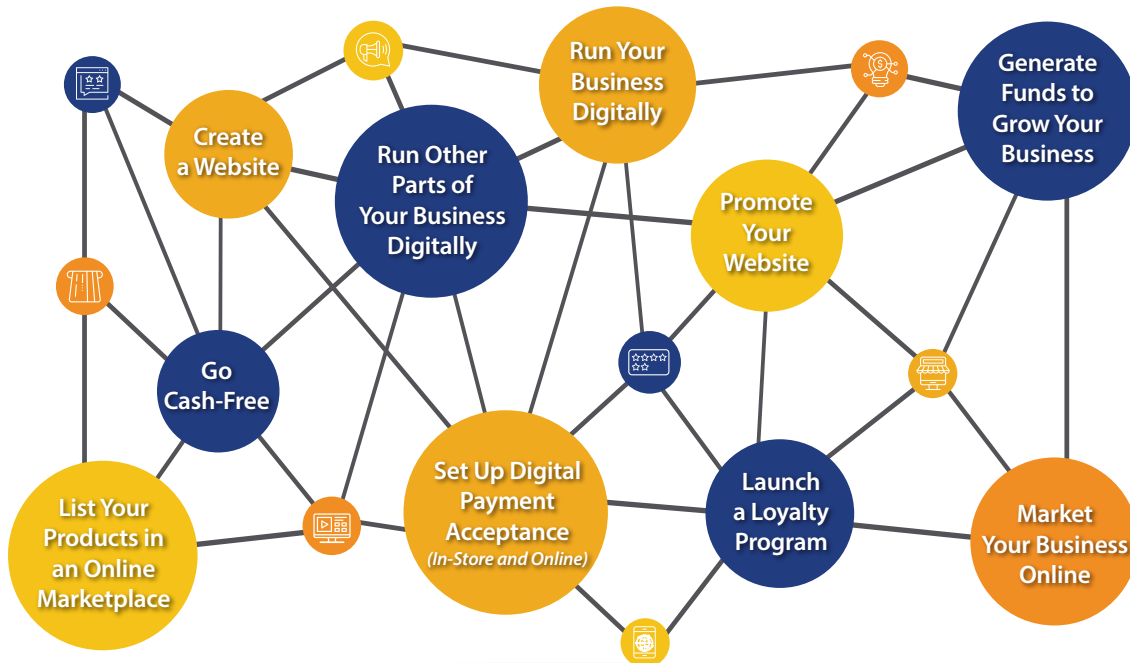 Create
a Website
Run Other
Parts of
Your Business
Digitally
Run Your
Business
Digitally
Promote
Your
Website
Generate
Funds to
Grow Your
Business
Go
Cash-Free
List Your
Products in
an Online
Marketplace
Set Up Digital
Payment
Acceptance
(In-Store and Online)
Launch
a Loyalty
Program
Market
Your Business
Online